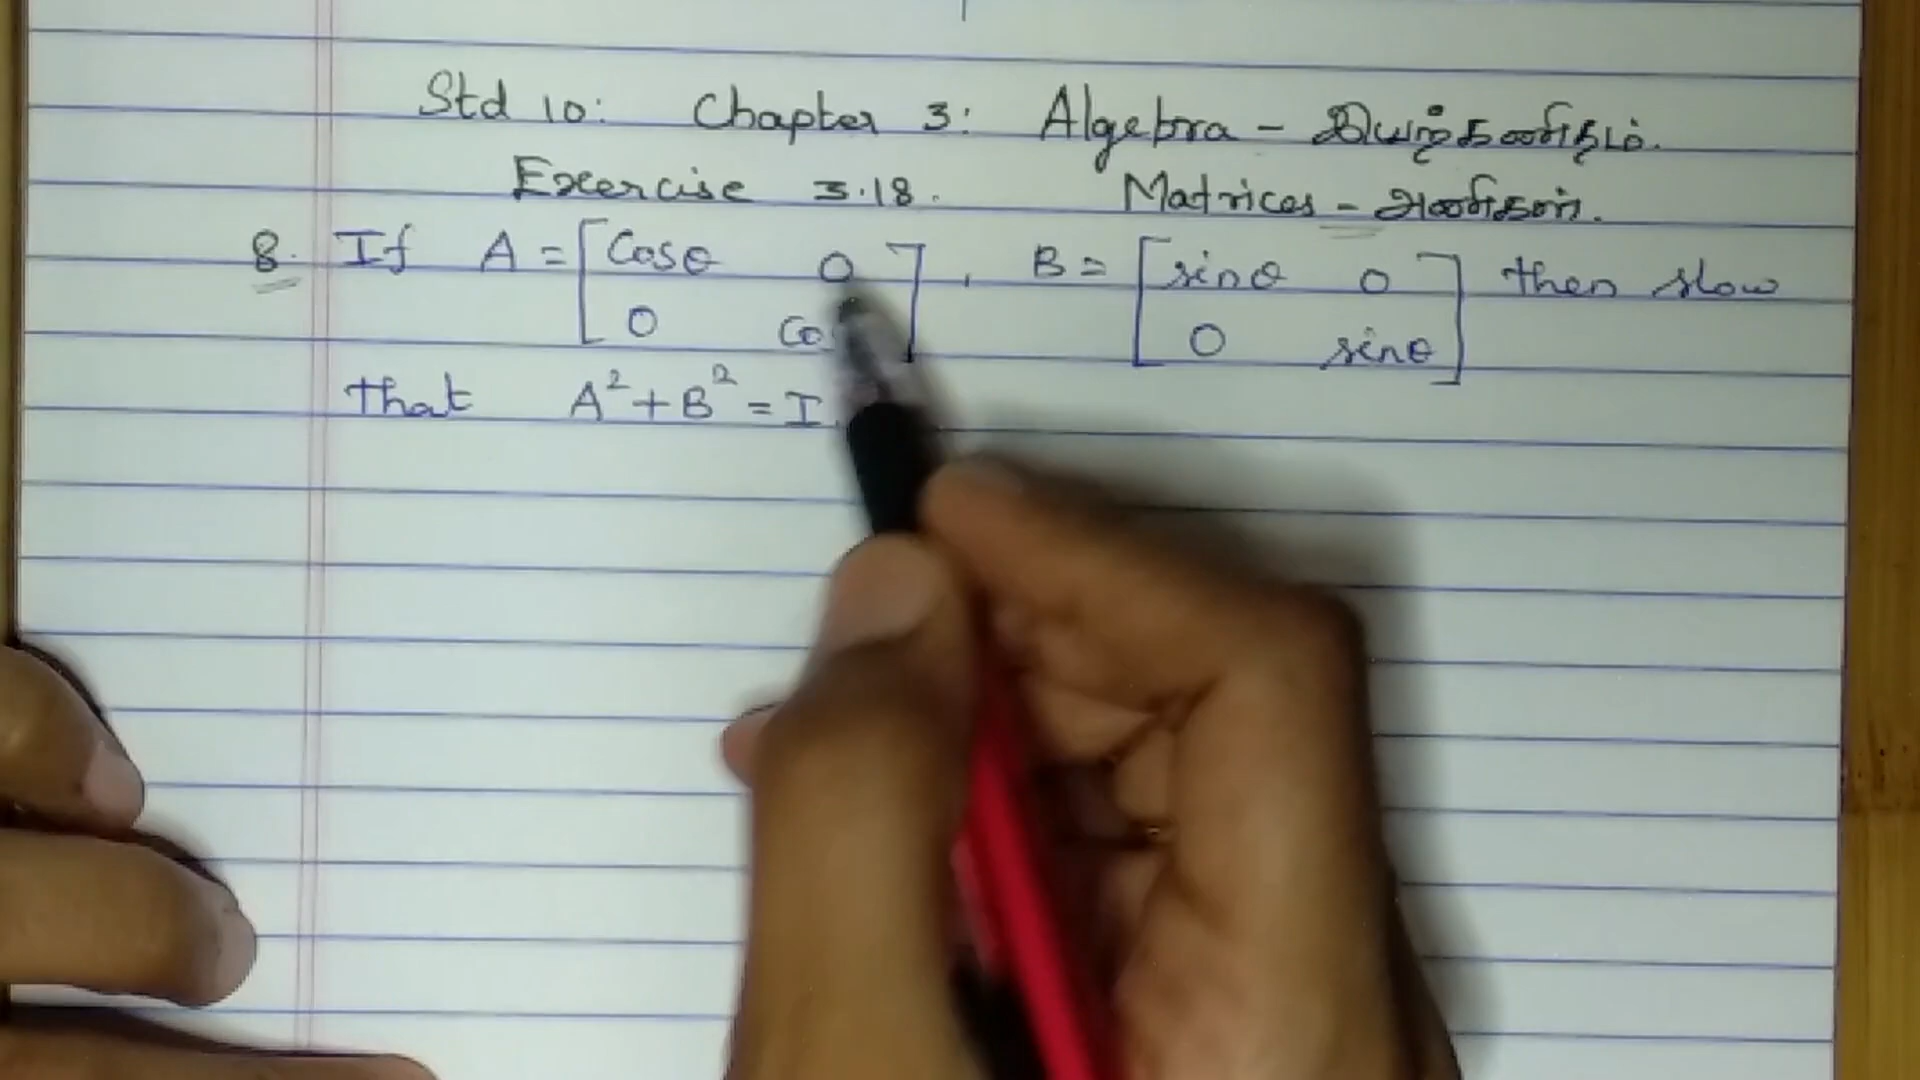 Std 10: Chapter 3: Algebra - இயற்கணிதம்.
Exercise 3.18. Matrices - அணிகள்.
8. If A = [Cosθ 0 , B = [sinθ 0] then show
0 Co 0 sinθ
that A² + B² = I